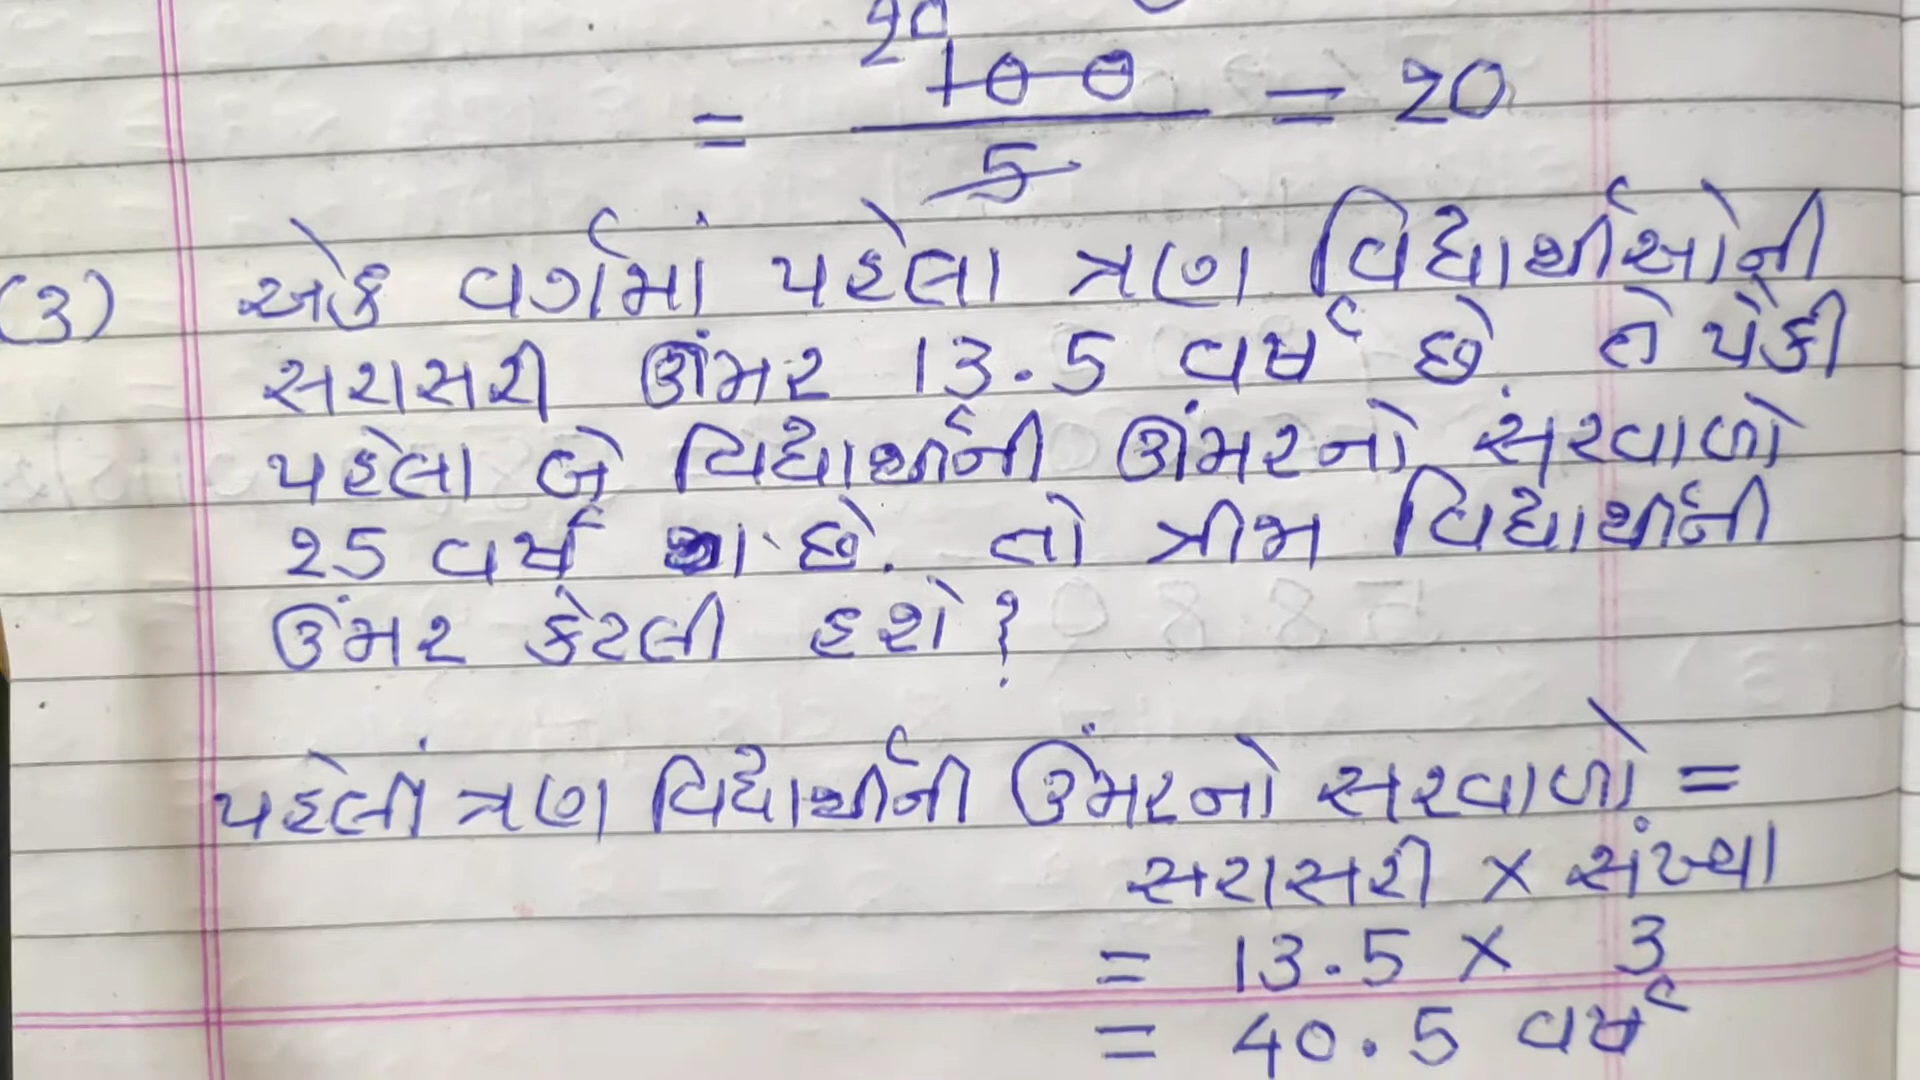 20
= 100 / 5 = 20
(3) એક વર્ગમાં પહેલા ત્રણ વિદ્યાર્થીઓની
સરાસરી ઊંમર 13.5 વર્ષ છે. તે પૈકી
પહેલા બે વિદ્યાર્થીની ઊંમરનો સરવાળો
25 વર્ષ છે. તો ત્રીજા વિદ્યાર્થીની
ઉંમર કેટલી હશે ?
પહેલાં ત્રણ વિદ્યાર્થીની ઉંમરનો સરવાળો =
સરાસરી × સંખ્યા
= 13.5 × 3
= 40.5 વર્ષ